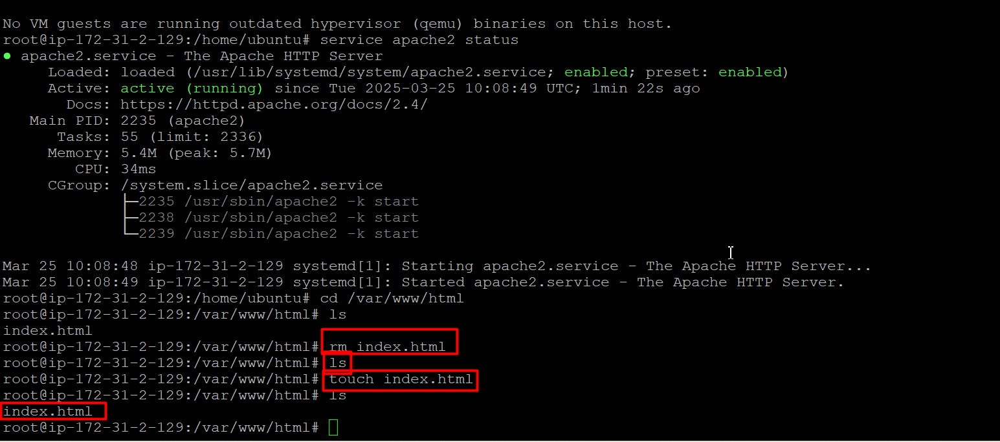 No VM guests are running outdated hypervisor (qemu) binaries on this host.
root@ip-172-31-2-129:/home/ubuntu# service apache2 status
● apache2.service - The Apache HTTP Server
     Loaded: loaded (/usr/lib/systemd/system/apache2.service; enabled; preset: enabled)
     Active: active (running) since Tue 2025-03-25 10:08:49 UTC; 1min 22s ago
       Docs: https://httpd.apache.org/docs/2.4/
   Main PID: 2235 (apache2)
      Tasks: 55 (limit: 2336)
     Memory: 5.4M (peak: 5.7M)
        CPU: 34ms
     CGroup: /system.slice/apache2.service
             ├─2235 /usr/sbin/apache2 -k start
             ├─2238 /usr/sbin/apache2 -k start
             └─2239 /usr/sbin/apache2 -k start
Mar 25 10:08:48 ip-172-31-2-129 systemd[1]: Starting apache2.service - The Apache HTTP Server...
Mar 25 10:08:49 ip-172-31-2-129 systemd[1]: Started apache2.service - The Apache HTTP Server.
root@ip-172-31-2-129:/home/ubuntu# cd /var/www/html
root@ip-172-31-2-129:/var/www/html# ls
index.html
root@ip-172-31-2-129:/var/www/html# rm index.html
root@ip-172-31-2-129:/var/www/html# ls
root@ip-172-31-2-129:/var/www/html# touch index.html
root@ip-172-31-2-129:/var/www/html# ls
index.html
root@ip-172-31-2-129:/var/www/html#